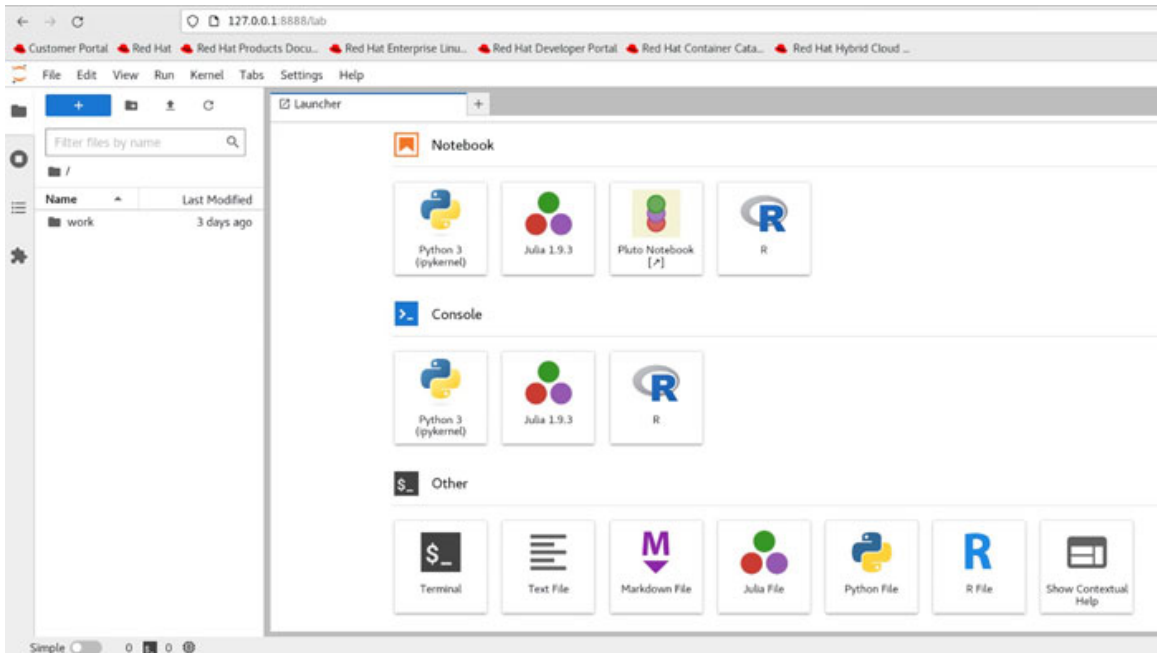 127.0.0.1:8888/lab
Customer Portal Red Hat Red Hat Products Docu... Red Hat Enterprise Linu... Red Hat Developer Portal Red Hat Container Cata... Red Hat Hybrid Cloud ...
File Edit View Run Kernel Tabs Settings Help
+
Launcher +
Filter files by name
/
Name Last Modified
work 3 days ago
Notebook
Python 3 Julia 1.9.3 Pluto Notebook R
(ipykernel) [↗]
Console
Python 3 Julia 1.9.3 R
(ipykernel)
$_ Other
$_ M R
Terminal Text File Markdown File Julia File Python File R File Show Contextual
Help
Simple 0 $_ 0